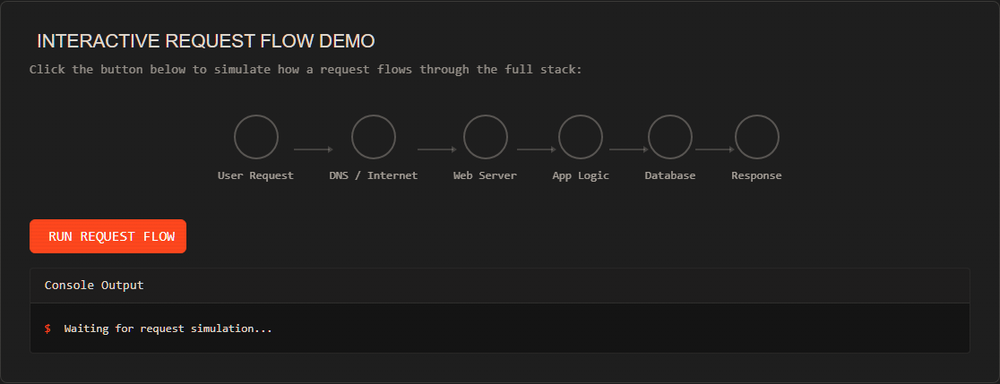 INTERACTIVE REQUEST FLOW DEMO
Click the button below to simulate how a request flows through the full stack:
User Request
DNS / Internet
Web Server
App Logic
Database
Response
RUN REQUEST FLOW
Console Output
$ Waiting for request simulation...